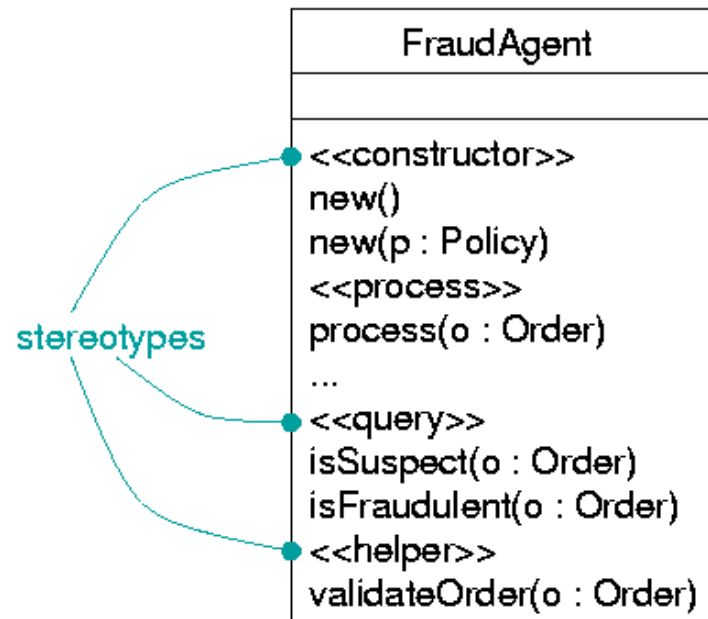 FraudAgent
<<constructor>>
new()
new(p : Policy)
<<process>>
process(o : Order)
...
<<query>>
isSuspect(o : Order)
isFraudulent(o : Order)
<<helper>>
validateOrder(o : Order)
stereotypes